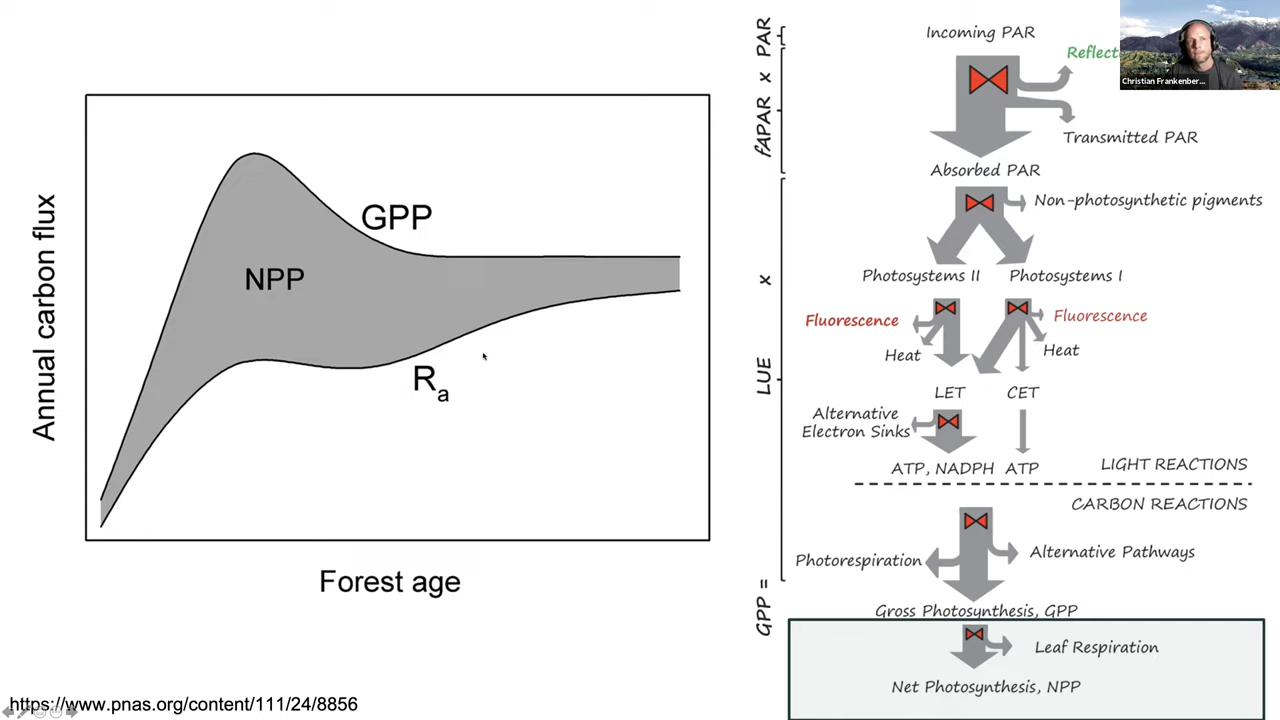 Annual carbon flux
GPP
NPP
Ra
Forest age
https://www.pnas.org/content/111/24/8856
GPP = LUE x fAPAR x PAR
Incoming PAR
Transmitted PAR
Absorbed PAR
Non-photosynthetic pigments
Photosystems II
Photosystems I
Fluorescence
Fluorescence
Heat
Heat
LET
CET
Alternative
Electron Sinks
ATP, NADPH
ATP
LIGHT REACTIONS
CARBON REACTIONS
Photorespiration
Alternative Pathways
Gross Photosynthesis, GPP
Leaf Respiration
Net Photosynthesis, NPP
Christian Frankenber...